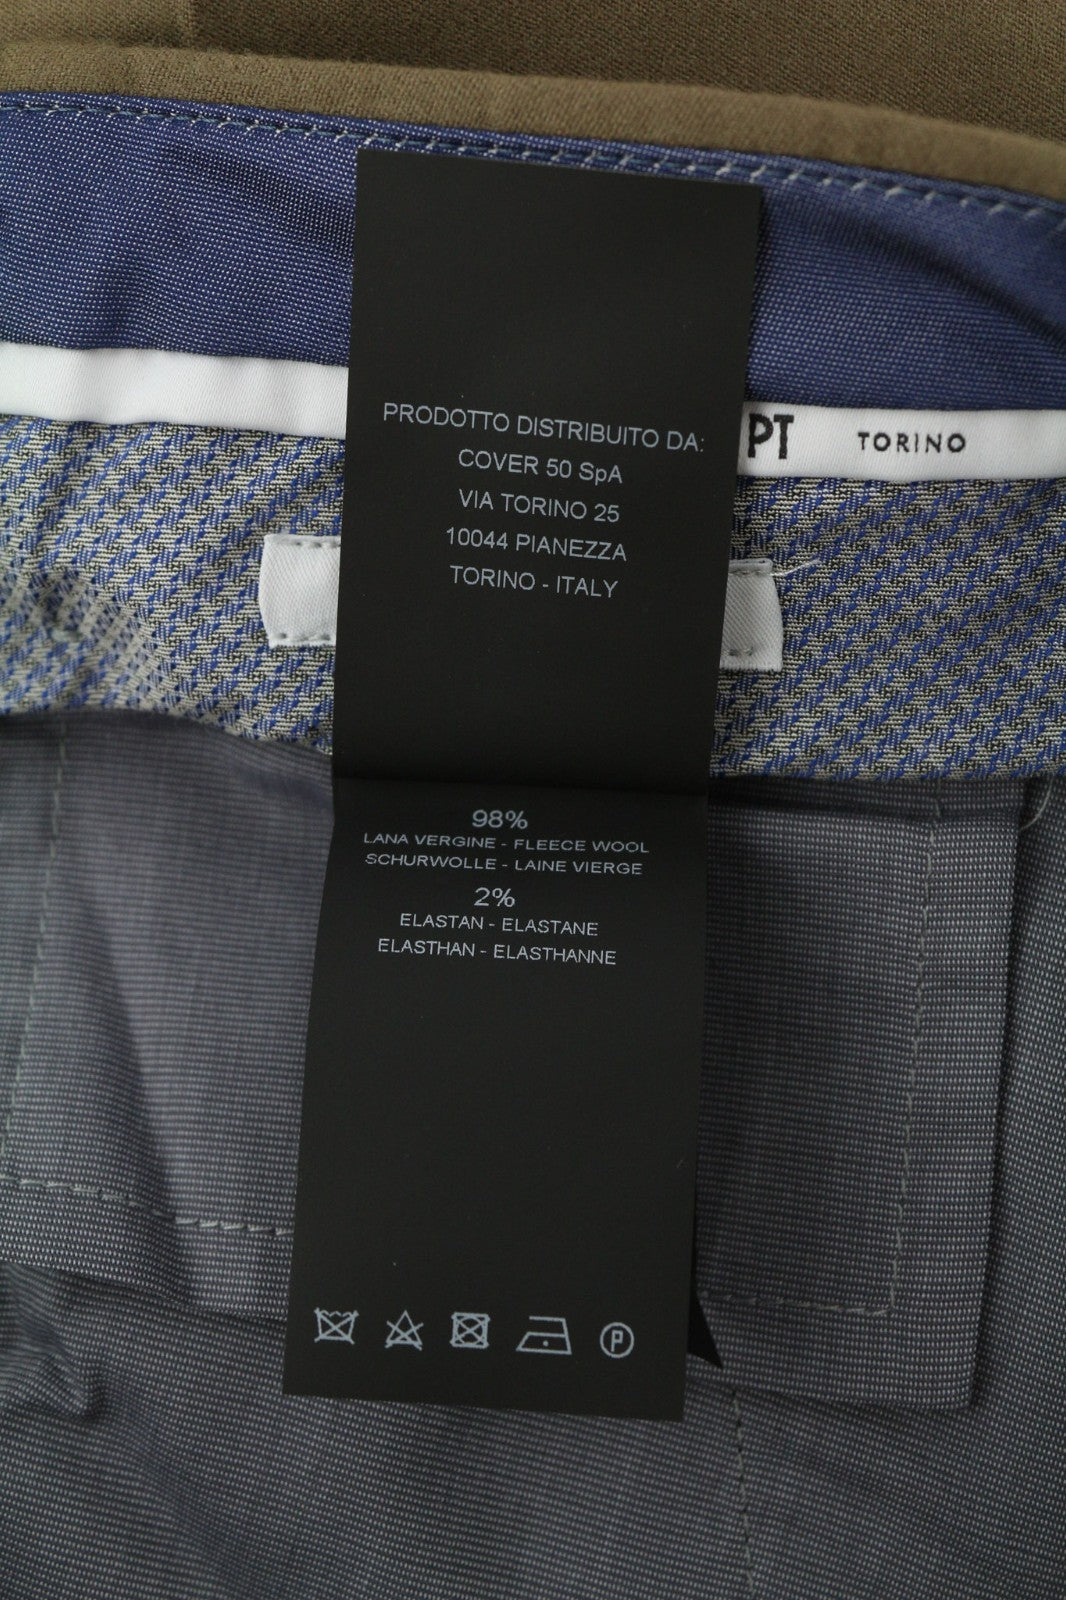 PRODOTTO DISTRIBUITO DA:
COVER 50 SpA
VIA TORINO 25
10044 PIANEZZA
TORINO - ITALY
PT TORINO
98%
LANA VERGINE - FLEECE WOOL
SCHURWOLLE - LAINE VIERGE
2%
ELASTAN - ELASTANE
ELASTHAN - ELASTHANNE
P